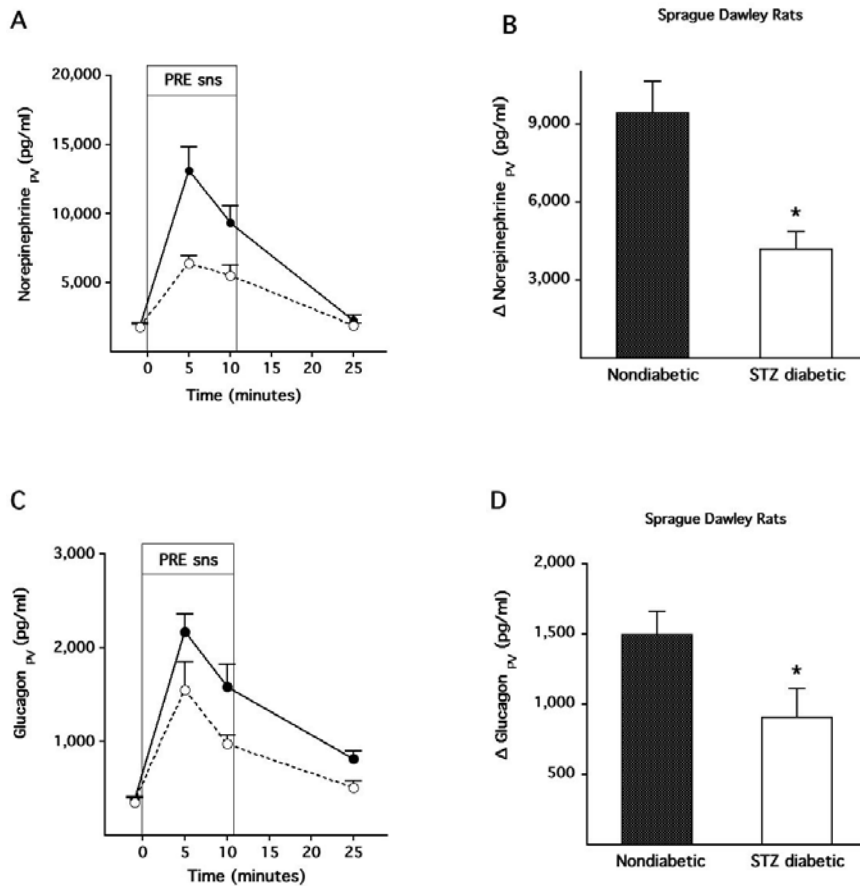 A
20,000
15,000
10,000
5,000
Norepinephrine PV (pg/ml)
PRE sns
0 5 10 15 20 25
Time (minutes)
B
Sprague Dawley Rats
9,000
6,000
3,000
Δ Norepinephrine PV (pg/ml)
*
Nondiabetic STZ diabetic
C
3,000
2,000
1,000
Glucagon PV (pg/ml)
PRE sns
0 5 10 15 20 25
Time (minutes)
D
Sprague Dawley Rats
2,000
1,500
1,000
500
Δ Glucagon PV (pg/ml)
*
Nondiabetic STZ diabetic